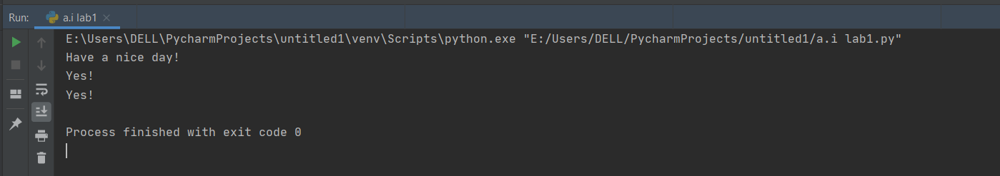 Run: a.i lab1
E:\Users\DELL\PycharmProjects\untitled1\venv\Scripts\python.exe "E:/Users/DELL/PycharmProjects/untitled1/a.i lab1.py"
Have a nice day!
Yes!
Yes!
Process finished with exit code 0